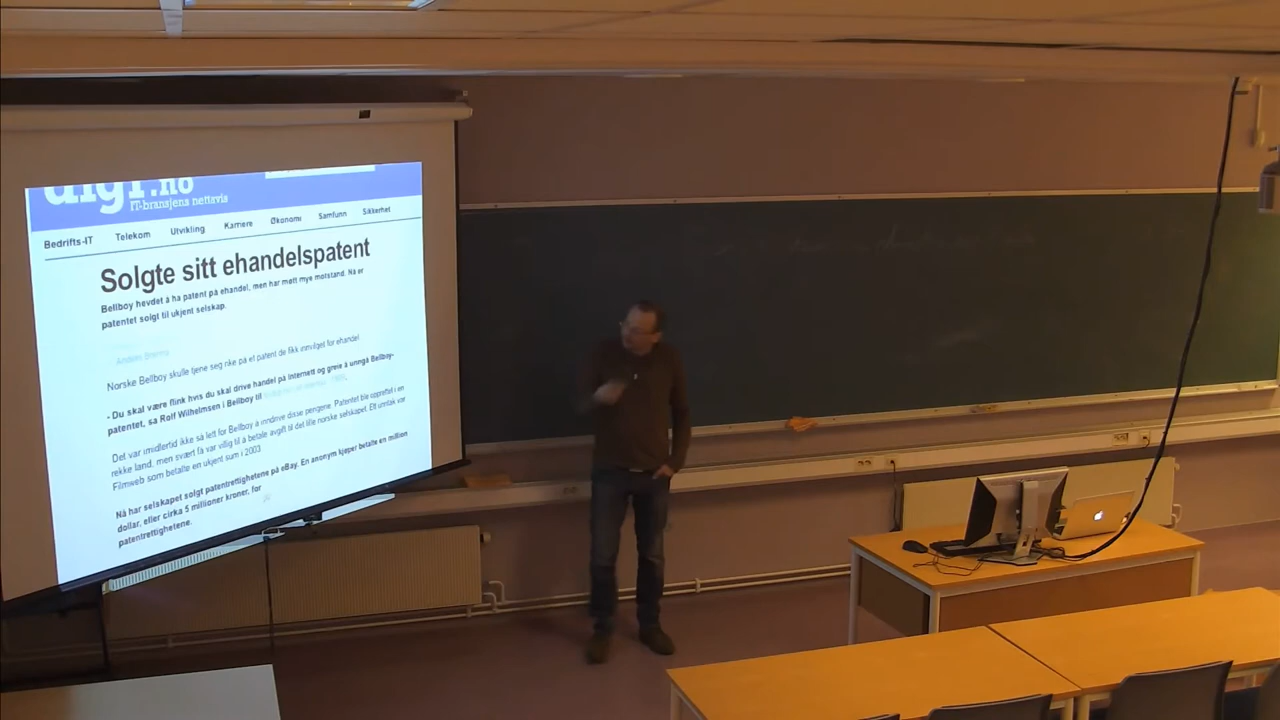 digi.no
IT-bransjens nettavis
Bedrifts-IT Telekom Utvikling Karriere Økonomi Samfunn Sikkerhet
Solgte sitt ehandelspatent
Bellboy hevdet å ha patent på ehandel, men har møtt mye motstand. Nå er
patentet solgt til ukjent selskap.
Norske Bellboy skulle tjene seg rike på et patent de fikk innvilget for ehandel.
- Du skal være flink hvis du skal drive handel på Internett og greie å unngå Bellboy-
patentet, sa Rolf Wilhelmsen i Bellboy til
Det var imidlertid ikke så lett for Bellboy å inndrive disse pengene. Patentet ble opprettet i en
rekke land, men svært få var villig til å betale avgift til det lille norske selskapet. Ett unntak var
Filmweb som betalte en ukjent sum i 2003.
Nå har selskapet solgt patentrettighetene på eBay. En anonym kjøper betalte en million
dollar, eller cirka 5 millioner kroner, for
patentrettighetene.